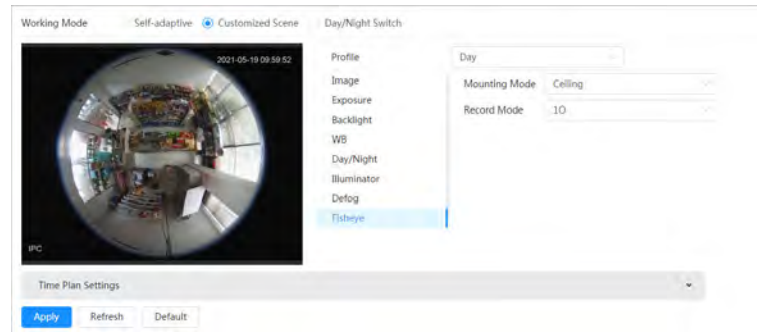 Working Mode Self-adaptive Customized Scene Day/Night Switch
2021-05-19 09:59:52
IPC
Profile Day
Image
Exposure
Backlight
WB
Day/Night
Illuminator
Defog
Fisheye
Mounting Mode Ceiling
Record Mode 1O
Time Plan Settings
Apply Refresh Default